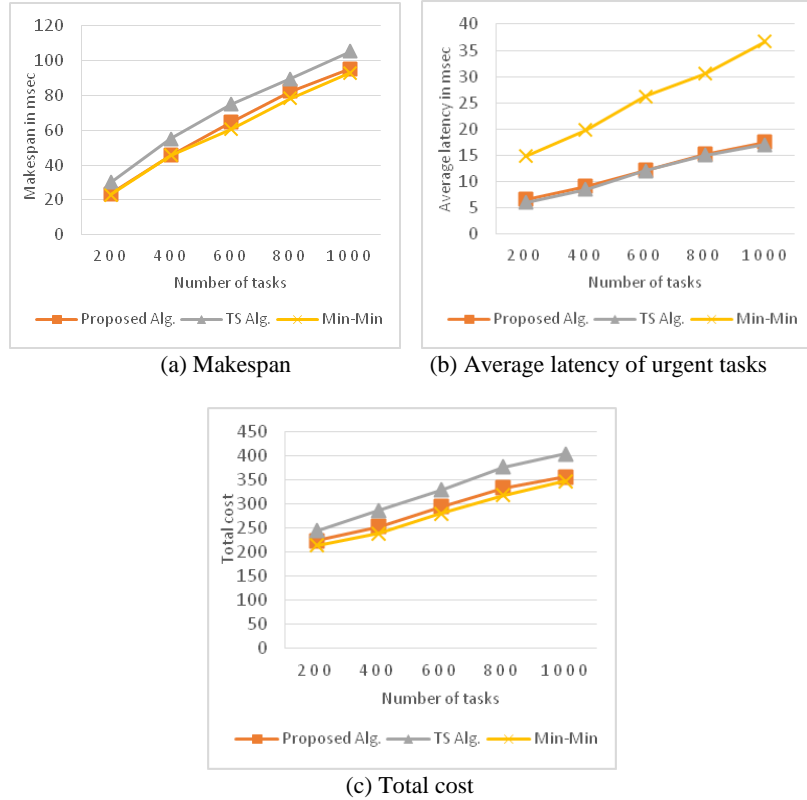 120
100
80
60
40
20
0
Makespan in msec
200 400 600 800 1000
Number of tasks
Proposed Alg. TS Alg. Min-Min
(a) Makespan
40
35
30
25
20
15
10
5
0
Average latency in msec
200 400 600 800 1000
Number of tasks
Proposed Alg. TS Alg. Min-Min
(b) Average latency of urgent tasks
450
400
350
300
250
200
150
100
50
0
Total cost
200 400 600 800 1000
Number of tasks
Proposed Alg. TS Alg. Min-Min
(c) Total cost